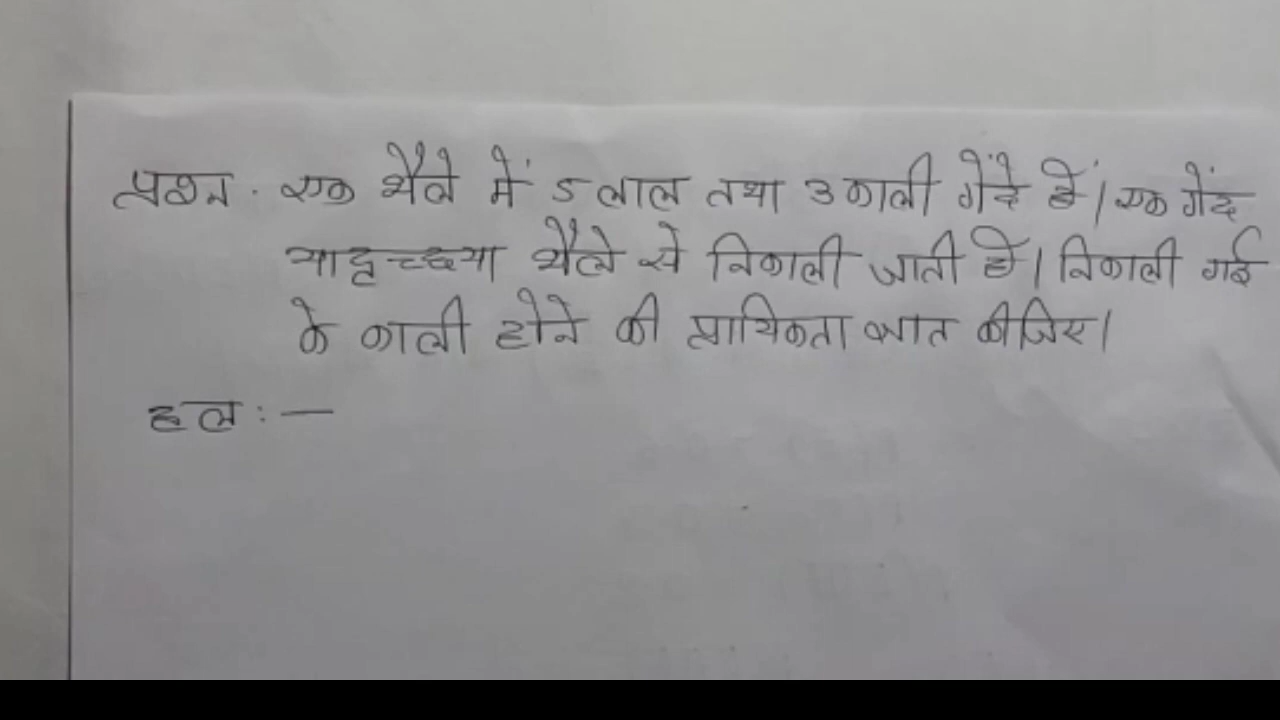 प्रश्न . एक थैले में 5 लाल तथा 3 काली गेंदे हैं। एक गेंद
यादृच्छया थैले से निकाली जाती है। निकाली गई
के काली होने की प्रायिकता ज्ञात कीजिए।
हल : —